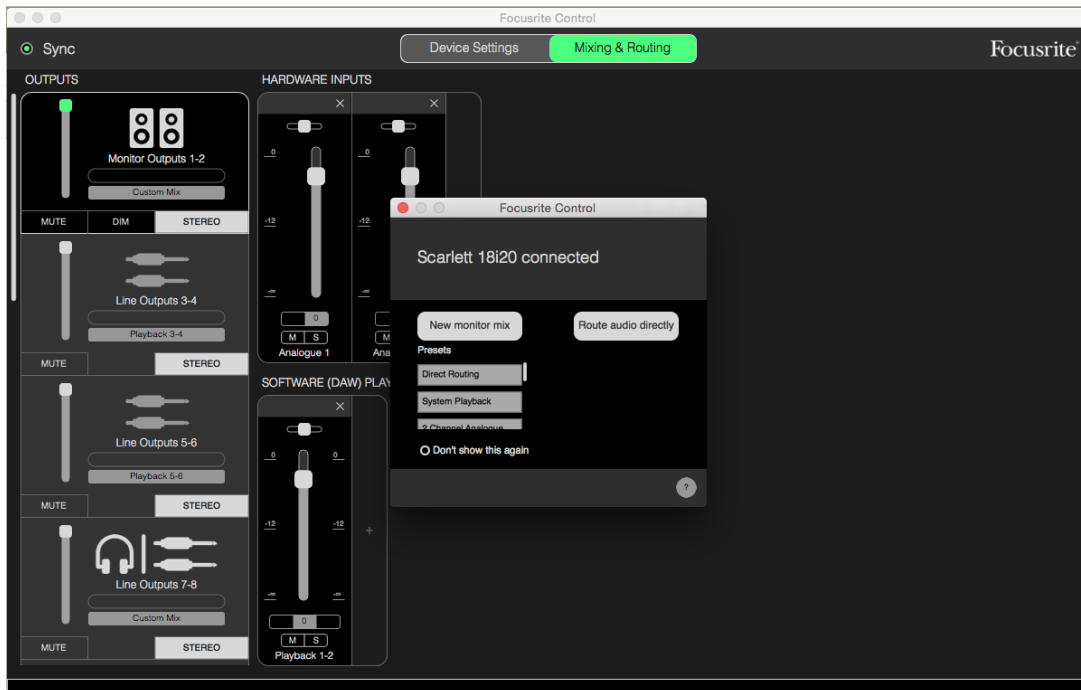 Focusrite Control
Sync
Device Settings
Mixing & Routing
Focusrite
OUTPUTS
Monitor Outputs 1-2
Custom Mix
MUTE
DIM
STEREO
Line Outputs 3-4
Playback 3-4
MUTE
STEREO
Line Outputs 5-6
Playback 5-6
MUTE
STEREO
Line Outputs 7-8
Custom Mix
MUTE
STEREO
HARDWARE INPUTS
0
0
-12
-12
-∞
0
M S
M
Analogue 1
Ana
SOFTWARE (DAW) PLAY
0
0
-12
-12
+
-∞
-∞
0
M S
Playback 1-2
Focusrite Control
Scarlett 18i20 connected
New monitor mix
Route audio directly
Presets
Direct Routing
System Playback
2 Channel Analogue
Don't show this again
?